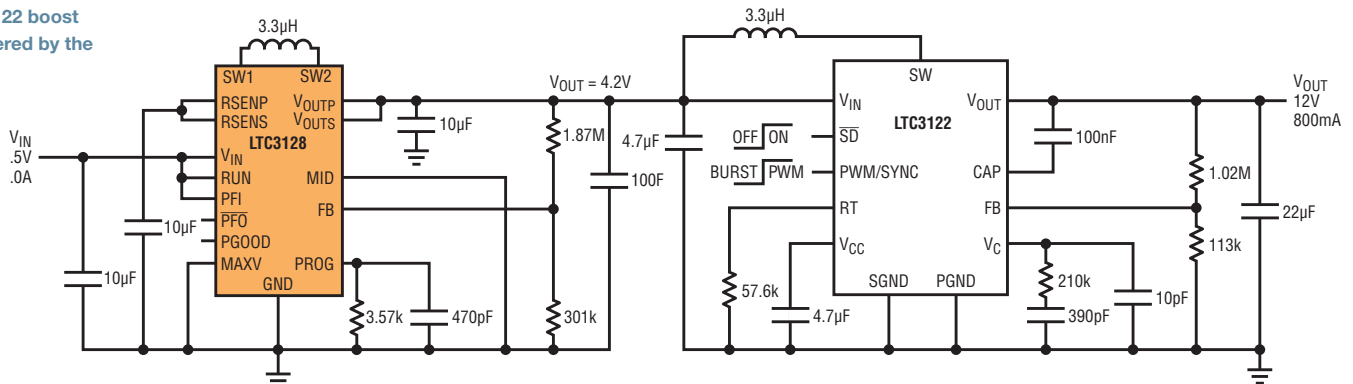 22 boost
ered by the
3.3µH
SW1
SW2
RSENP
RSENS
VOUTP
VOUTS
LTC3128
VIN
.5V
.0A
VIN
RUN
PFI
PFO
PGOOD
MAXV
MID
FB
PROG
GND
10µF
10µF
10µF
VOUT = 4.2V
1.87M
301k
3.57k
470pF
100F
4.7µF
3.3µH
SW
VIN
VOUT
LTC3122
SD
OFF ON
BURST PWM
PWM/SYNC
CAP
RT
FB
VCC
VC
SGND
PGND
57.6k
4.7µF
100nF
1.02M
113k
22µF
210k
390pF
10pF
VOUT
12V
800mA